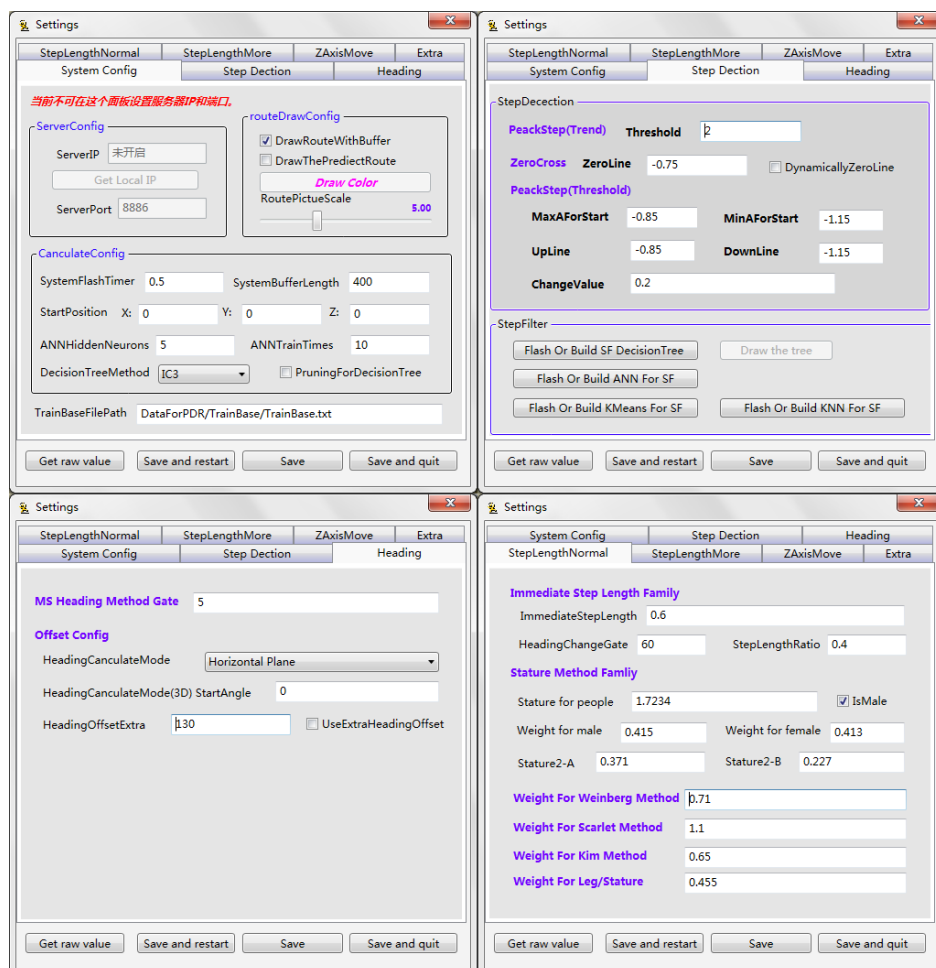 Settings
StepLengthNormal StepLengthMore ZAxisMove Extra
System Config Step Dection Heading
当前不可在这个面板设置服务器IP和端口。
ServerConfig
ServerIP 未开启
Get Local IP
ServerPort 8886
routeDrawConfig
DrawRouteWithBuffer
DrawThePrediectRoute
Draw Color
RoutePictueScale 5.00
CanculateConfig
SystemFlashTimer 0.5 SystemBufferLength 400
StartPosition X: 0 Y: 0 Z: 0
ANNHiddenNeurons 5 ANNTrainTimes 10
DecisionTreeMethod IC3 PruningForDecisionTree
TrainBaseFilePath DataForPDR/TrainBase/TrainBase.txt
Get raw value Save and restart Save Save and quit
Settings
StepLengthNormal StepLengthMore ZAxisMove Extra
System Config Step Dection Heading
StepDecection
PeackStep(Trend) Threshold 2
ZeroCross ZeroLine -0.75 DynamicallyZeroLine
PeackStep(Threshold)
MaxAForStart -0.85 MinAForStart -1.15
UpLine -0.85 DownLine -1.15
ChangeValue 0.2
StepFilter
Flash Or Build SF DecisionTree Draw the tree
Flash Or Build ANN For SF
Flash Or Build KMeans For SF Flash Or Build KNN For SF
Get raw value Save and restart Save Save and quit
Settings
StepLengthNormal StepLengthMore ZAxisMove Extra
System Config Step Dection Heading
MS Heading Method Gate 5
Offset Config
HeadingCanculateMode Horizontal Plane
HeadingCanculateMode(3D) StartAngle 0
HeadingOffsetExtra 130 UseExtraHeadingOffset
Get raw value Save and restart Save Save and quit
Settings
System Config Step Dection Heading
StepLengthNormal StepLengthMore ZAxisMove Extra
Immediate Step Length Family
ImmediateStepLength 0.6
HeadingChangeGate 60 StepLengthRatio 0.4
Stature Method Famliy
Stature for people 1.7234 IsMale
Weight for male 0.415 Weight for female 0.413
Stature2-A 0.371 Stature2-B 0.227
Weight For Weinberg Method 0.71
Weight For Scarlet Method 1.1
Weight For Kim Method 0.65
Weight For Leg/Stature 0.455
Get raw value Save and restart Save Save and quit